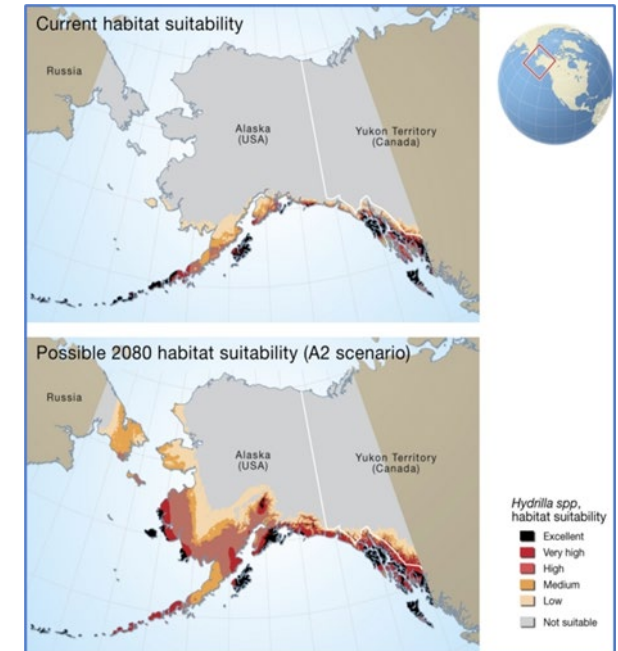 Current habitat suitability
Russia
Alaska
(USA)
Yukon Territory
(Canada)
Possible 2080 habitat suitability (A2 scenario)
Russia
Alaska
(USA)
Yukon Territory
(Canada)
Hydrilla spp,
habitat suitability
Excellent
Very high
High
Medium
Low
Not suitable